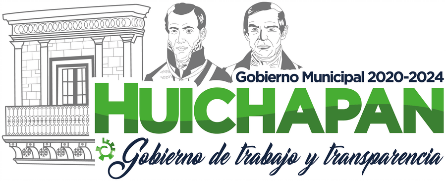 Gobierno Municipal 2020-2024
HUICHAPAN
Gobierno de trabajo y transparencia